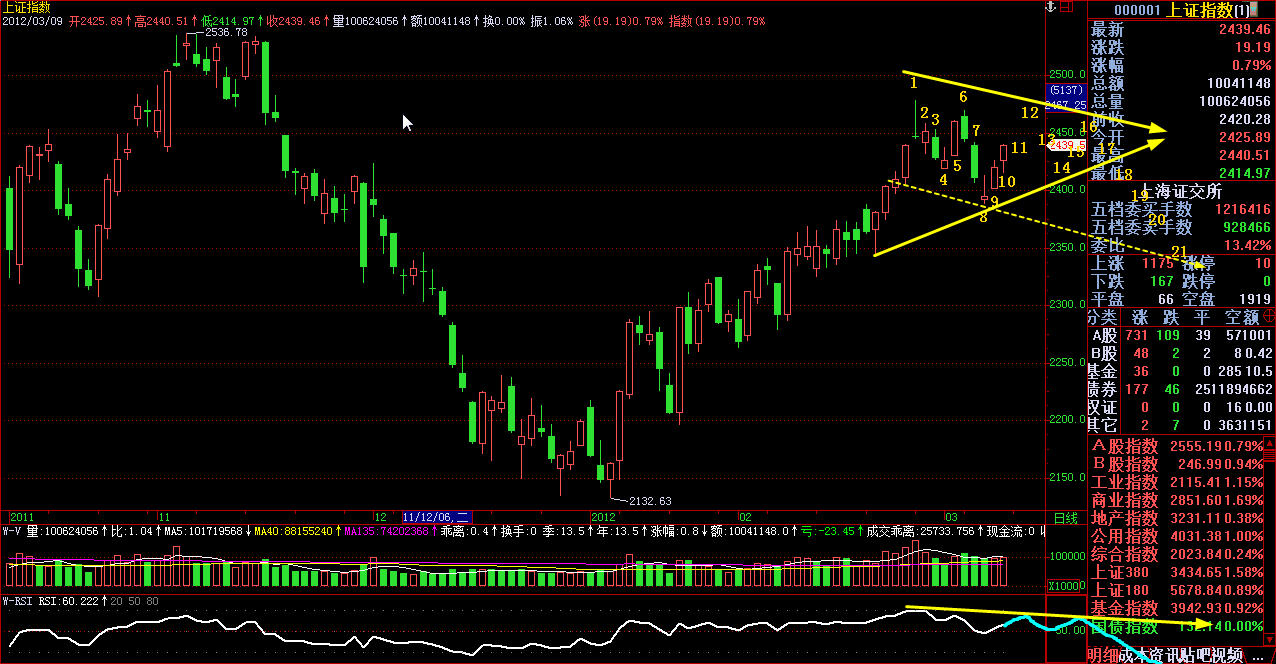 上证指数
2012/03/09 开2425.89↑高2440.51↑低2414.97↑收2439.46↑量100624056↑额10041148↑换0.00% 振1.06% 涨(19.19)0.79% 指数(19.19)0.79%
2536.78
2132.63
1
2
3
4
5
6
7
8
9
10
11
12
13
14
15
16
17
18
19
20
21
2500.0
(5137)
2467.25
2450.0
2439.5
2400.0
2350.0
2300.0
2250.0
2200.0
2150.0
2011 11 12 11/12/06,二 2012 02 03 日线
W-V 量:100624056↑比:1.04↑MA5:101719568↓MA40:88155240↑MA135:74202368↑乖离:0.4↑换手:0 季:13.5↑年:13.5↑涨幅:0.8↓额:10041148.0↑亏:-23.45↑成交乖离:25733.756→现金流:0
100000
X10000
W-RSI RSI:60.222↑20 50 80
50.00
000001 上证指数[1]
最新 2439.46
涨跌 19.19
涨幅 0.79%
总额 10041148
总量 100624056
前收 2420.28
今开 2425.89
最高 2440.51
最低 2414.97
上海证交所
五档委买手数 1216416
五档委卖手数 928466
委比 13.42%
上涨 1175 涨停 10
下跌 167 跌停 0
平盘 66 空盘 1919
分类 涨 跌 平 空额
A股 731 109 39 571001
B股 48 2 2 80.42
基金 36 0 0 28510.5
债券 177 46 2511894662
权证 0 0 0 160.00
其它 2 7 0 3631151
A股指数 2555.19 0.79%
B股指数 246.99 0.94%
工业指数 2115.41 1.15%
商业指数 2851.60 1.69%
地产指数 3231.11 0.38%
公用指数 4031.38 1.00%
综合指数 2023.84 0.24%
上证380 3434.65 1.58%
上证180 5678.84 0.89%
基金指数 3942.93 0.92%
国债指数 132.14 0.00%
明细 成本 资讯 贴吧 视频 ...